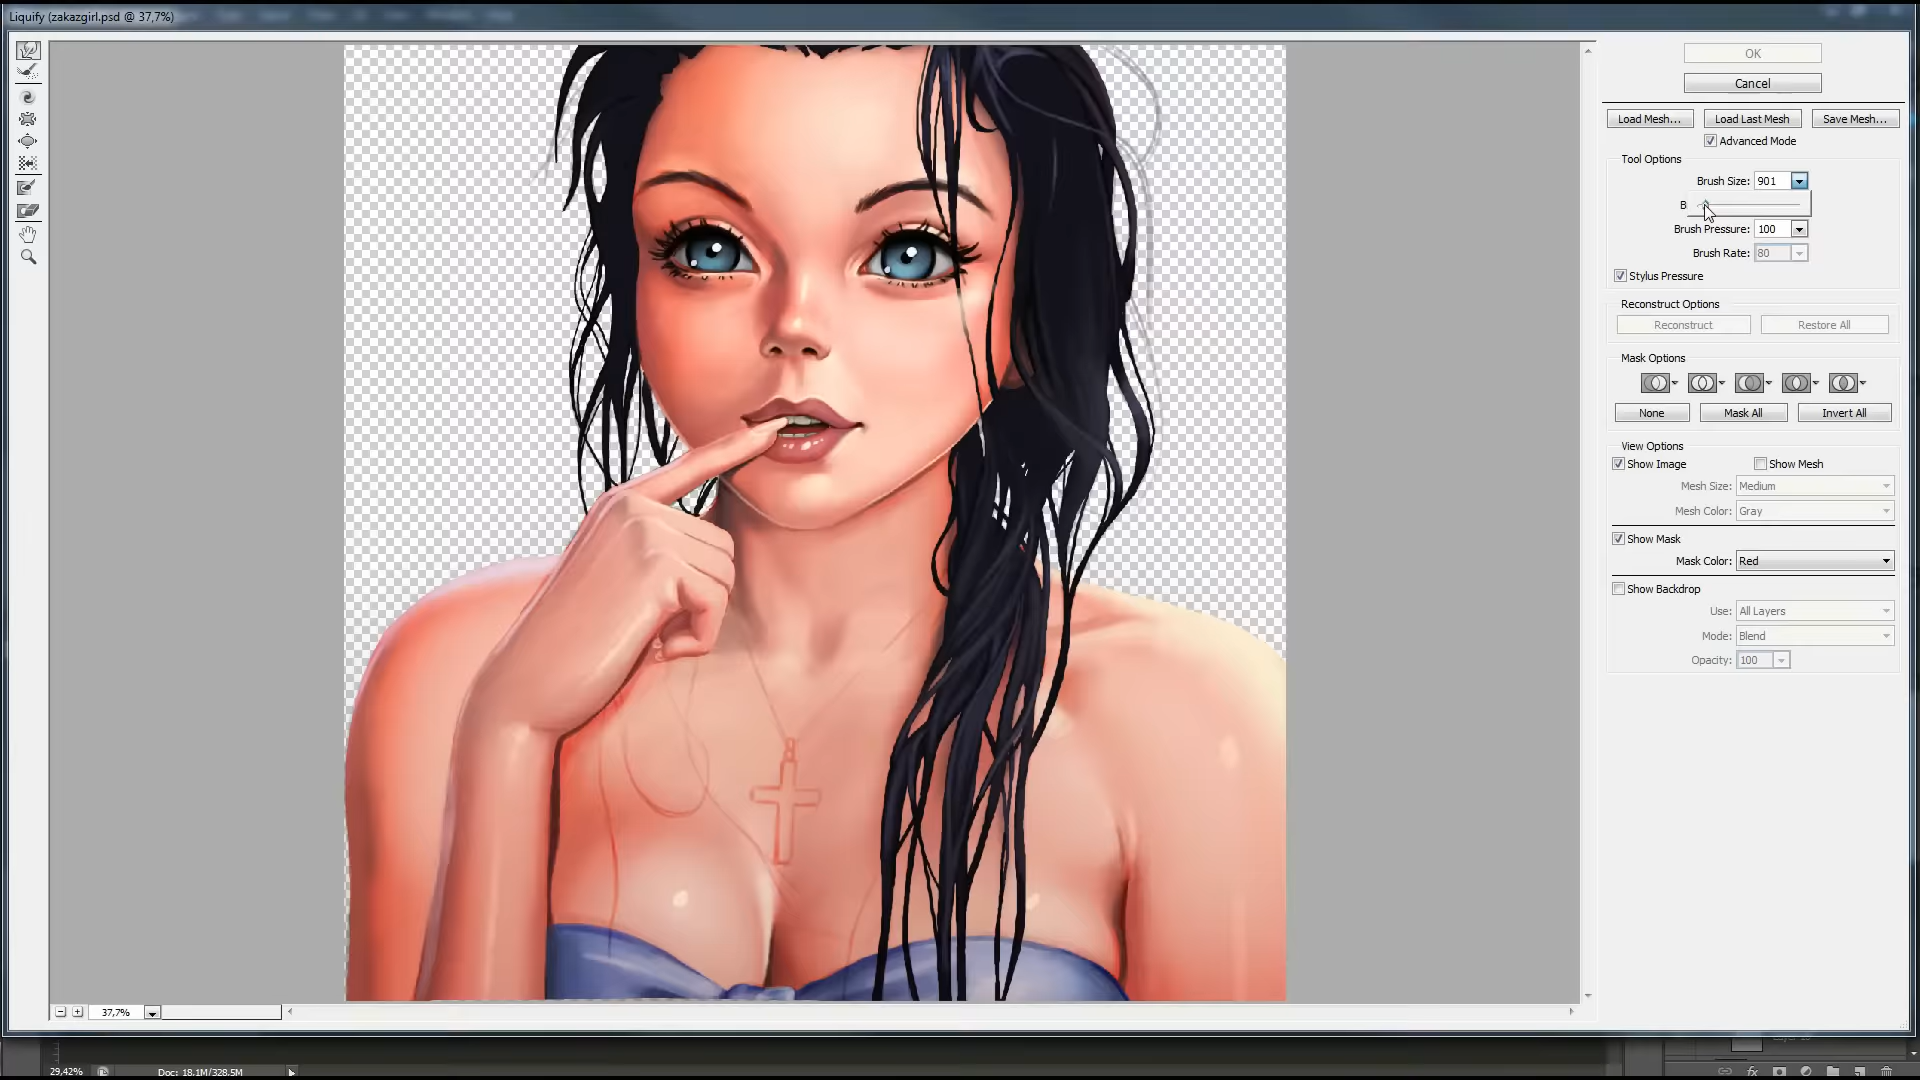 Liquify (zakazgirl.psd @ 37,7%)
OK
Cancel
Load Mesh...
Load Last Mesh
Save Mesh...
Advanced Mode
Tool Options
Brush Size: 901
B
Brush Pressure: 100
Brush Rate: 80
Stylus Pressure
Reconstruct Options
Reconstruct
Restore All
Mask Options
None
Mask All
Invert All
View Options
Show Image
Show Mesh
Mesh Size: Medium
Mesh Color: Gray
Show Mask
Mask Color: Red
Show Backdrop
Use: All Layers
Mode: Blend
Opacity: 100
37,7%
29,42%
Doc: 18.1M/328.5M
fx